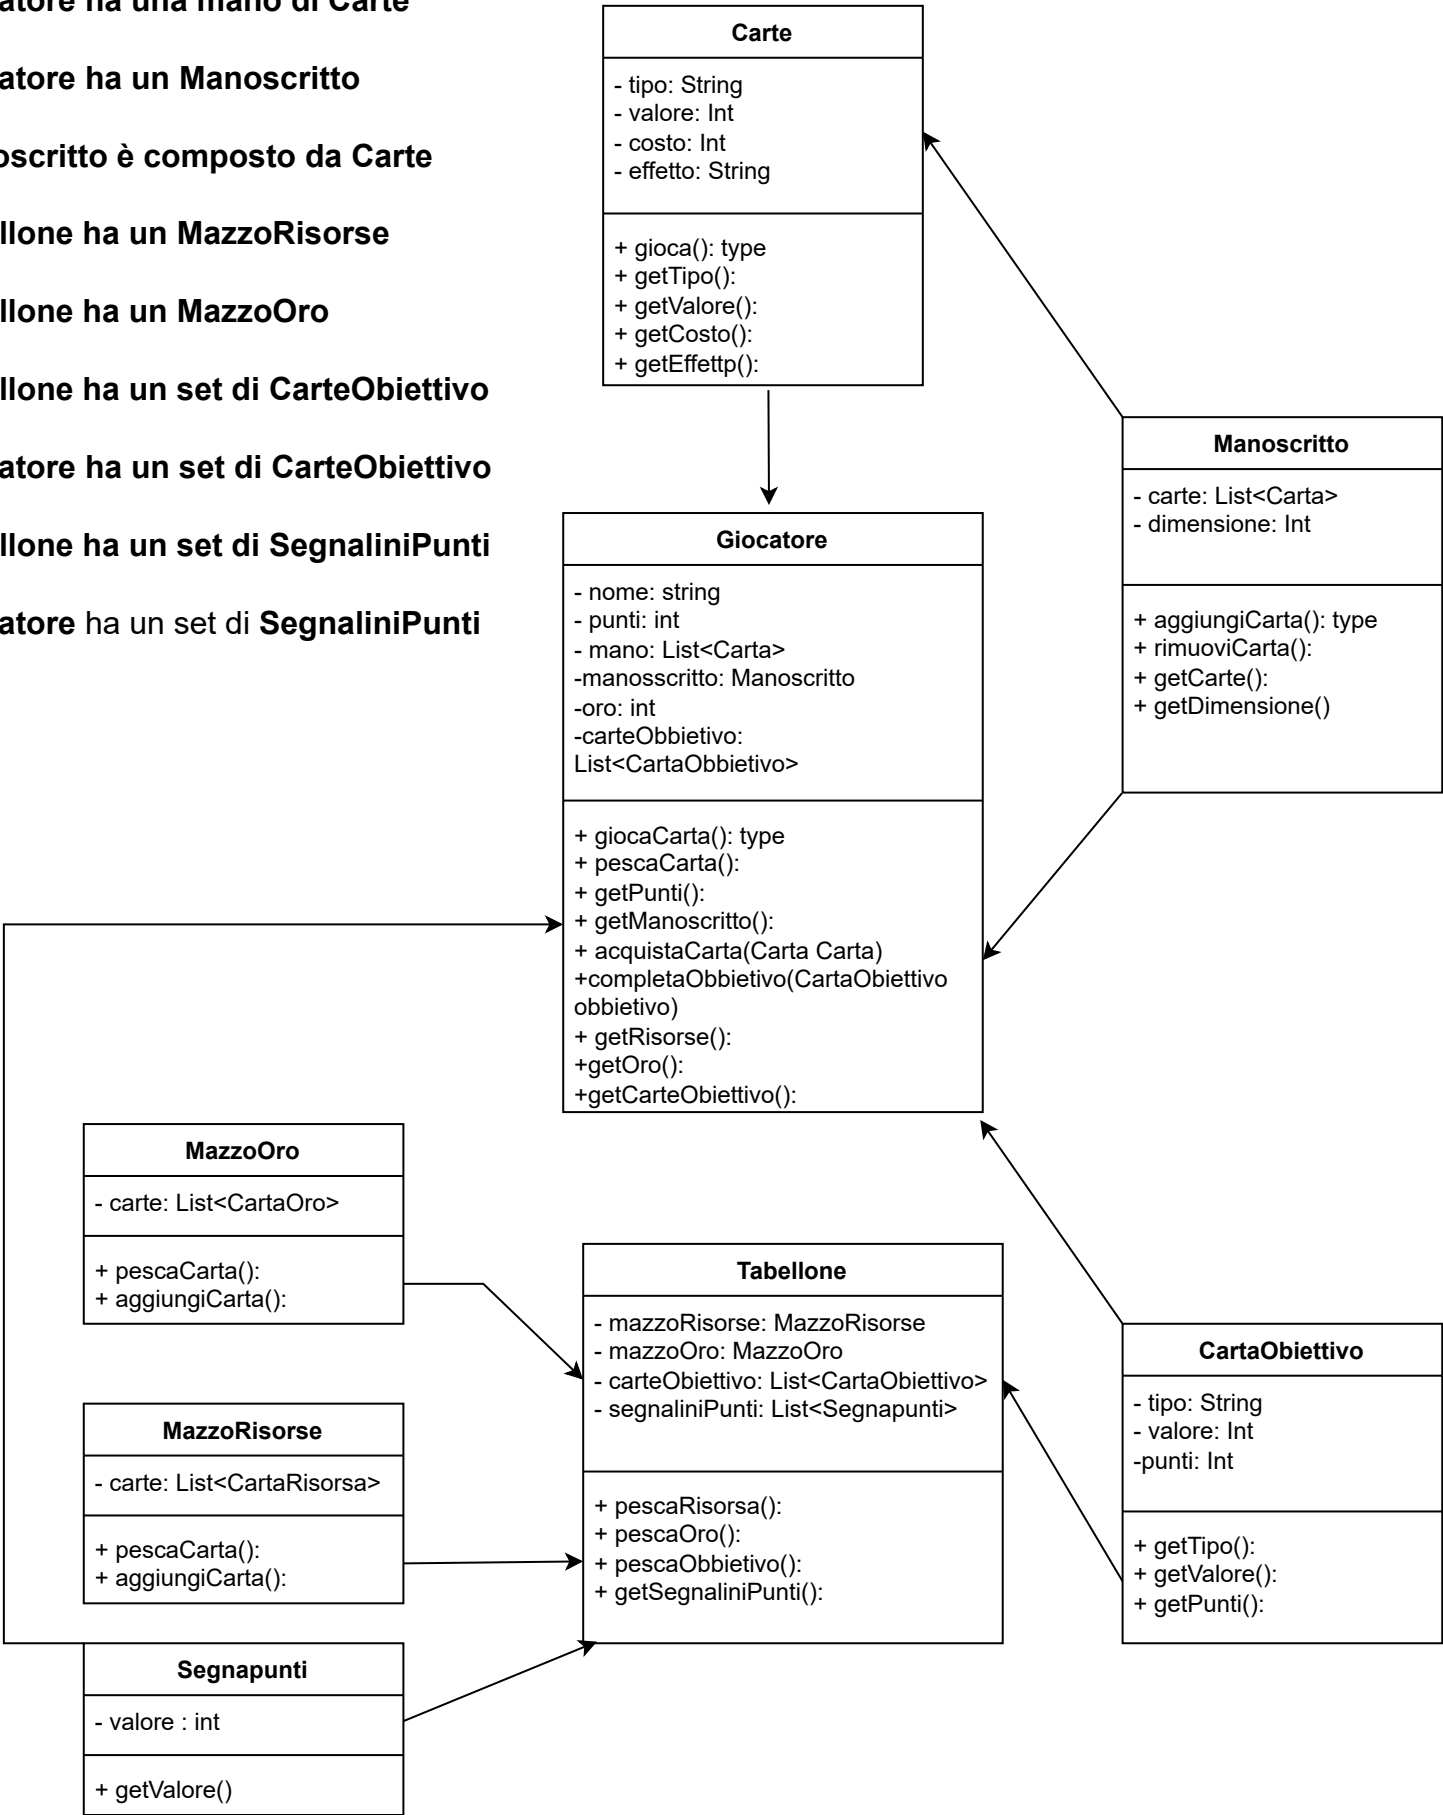 atore ha una mano di Carte
atore ha un Manoscritto
oscritto è composto da Carte
llone ha un MazzoRisorse
llone ha un MazzoOro
llone ha un set di CarteObiettivo
atore ha un set di CarteObiettivo
llone ha un set di SegnaliniPunti
atore ha un set di SegnaliniPunti
Carte
- tipo: String
- valore: Int
- costo: Int
- effetto: String
+ gioca(): type
+ getTipo():
+ getValore():
+ getCosto():
+ getEffettp():
Manoscritto
- carte: List<Carta>
- dimensione: Int
+ aggiungiCarta(): type
+ rimuoviCarta():
+ getCarte():
+ getDimensione()
Giocatore
- nome: string
- punti: int
- mano: List<Carta>
-manosscritto: Manoscritto
-oro: int
-carteObbietivo:
List<CartaObbietivo>
+ giocaCarta(): type
+ pescaCarta():
+ getPunti():
+ getManoscritto():
+ acquistaCarta(Carta Carta)
+completaObbietivo(CartaObiettivo
obbietivo)
+ getRisorse():
+getOro():
+getCarteObiettivo():
MazzoOro
- carte: List<CartaOro>
+ pescaCarta():
+ aggiungiCarta():
Tabellone
- mazzoRisorse: MazzoRisorse
- mazzoOro: MazzoOro
- carteObiettivo: List<CartaObiettivo>
- segnaliniPunti: List<Segnapunti>
+ pescaRisorsa():
+ pescaOro():
+ pescaObbietivo():
+ getSegnaliniPunti():
CartaObiettivo
- tipo: String
- valore: Int
-punti: Int
+ getTipo():
+ getValore():
+ getPunti():
MazzoRisorse
- carte: List<CartaRisorsa>
+ pescaCarta():
+ aggiungiCarta():
Segnapunti
- valore : int
+ getValore()